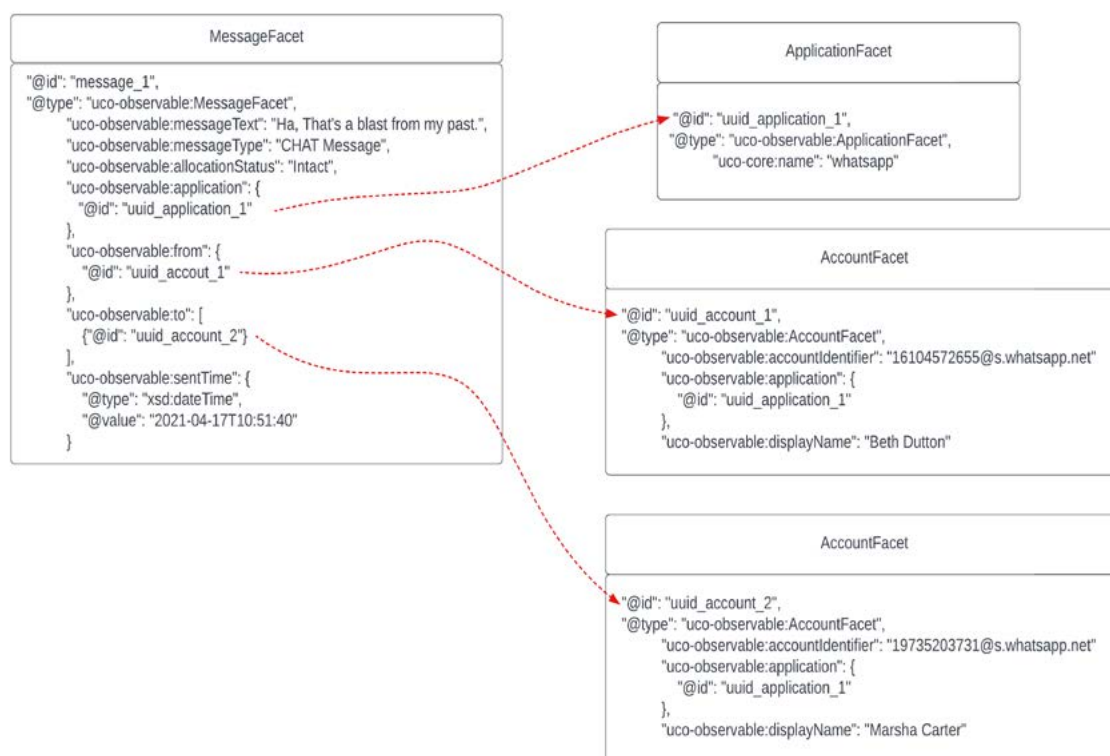 MessageFacet
"@id": "message_1",
"@type": "uco-observable:MessageFacet",
"uco-observable:messageText": "Ha, That's a blast from my past.",
"uco-observable:messageType": "CHAT Message",
"uco-observable:allocationStatus": "Intact",
"uco-observable:application": {
"@id": "uuid_application_1"
},
"uco-observable:from": {
"@id": "uuid_accout_1"
},
"uco-observable:to": [
{"@id": "uuid_account_2"}
],
"uco-observable:sentTime": {
"@type": "xsd:dateTime",
"@value": "2021-04-17T10:51:40"
}
ApplicationFacet
"@id": "uuid_application_1",
"@type": "uco-observable:ApplicationFacet",
"uco-core:name": "whatsapp"
AccountFacet
"@id": "uuid_account_1",
"@type": "uco-observable:AccountFacet",
"uco-observable:accountIdentifier": "16104572655@s.whatsapp.net"
"uco-observable:application": {
"@id": "uuid_application_1"
},
"uco-observable:displayName": "Beth Dutton"
AccountFacet
"@id": "uuid_account_2",
"@type": "uco-observable:AccountFacet",
"uco-observable:accountIdentifier": "19735203731@s.whatsapp.net"
"uco-observable:application": {
"@id": "uuid_application_1"
},
"uco-observable:displayName": "Marsha Carter"